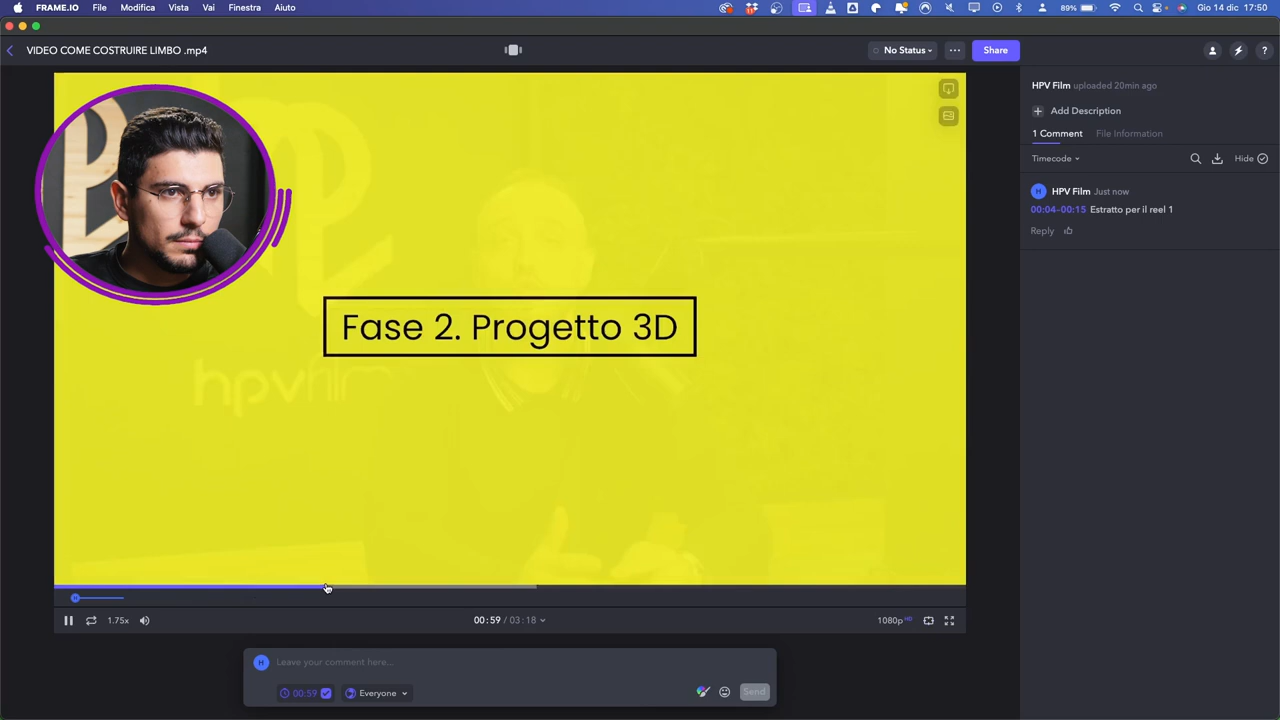 FRAME.IO File Modifica Vista Vai Finestra Aiuto 89% Gio 14 dic 17:50
VIDEO COME COSTRUIRE LIMBO .mp4 No Status ... Share ?
HPV Film uploaded 20min ago
+ Add Description
1 Comment File Information
Timecode Hide
H HPV Film Just now
00:04–00:15 Estratto per il reel 1
Reply
Fase 2. Progetto 3D
hpvfilm
H
1.75x 00:59 / 03:18 1080p HD
H Leave your comment here...
00:59 Everyone Send